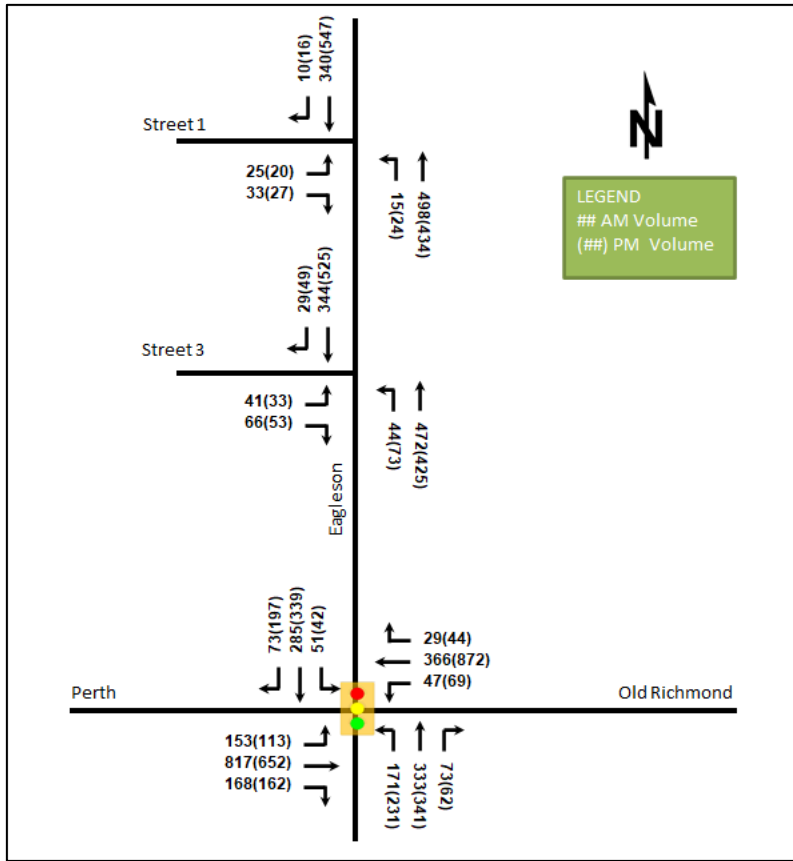 10(16)
340(547)
Street 1
25(20)
33(27)
15(24)
498(434)
N
LEGEND
## AM Volume
(##) PM  Volume
29(49)
344(525)
Street 3
41(33)
66(53)
44(73)
472(425)
Eagleson
73(197)
285(339)
51(42)
29(44)
366(872)
47(69)
Perth
Old Richmond
153(113)
817(652)
168(162)
171(231)
333(341)
73(62)